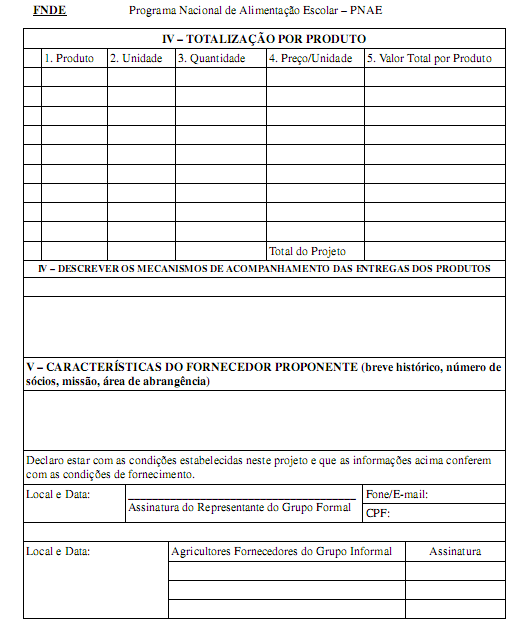 FNDE Programa Nacional de Alimentação Escolar – PNAE
IV – TOTALIZAÇÃO POR PRODUTO
1. Produto 2. Unidade 3. Quantidade 4. Preço/Unidade 5. Valor Total por Produto
Total do Projeto
IV – DESCREVER OS MECANISMOS DE ACOMPANHAMENTO DAS ENTREGAS DOS PRODUTOS
V – CARACTERÍSTICAS DO FORNECEDOR PROPONENTE (breve histórico, número de
sócios, missão, área de abrangência)
Declaro estar com as condições estabelecidas neste projeto e que as informações acima conferem
com as condições de fornecimento.
Local e Data: Fone/E-mail:
Assinatura do Representante do Grupo Formal
CPF:
Local e Data: Agricultores Fornecedores do Grupo Informal Assinatura